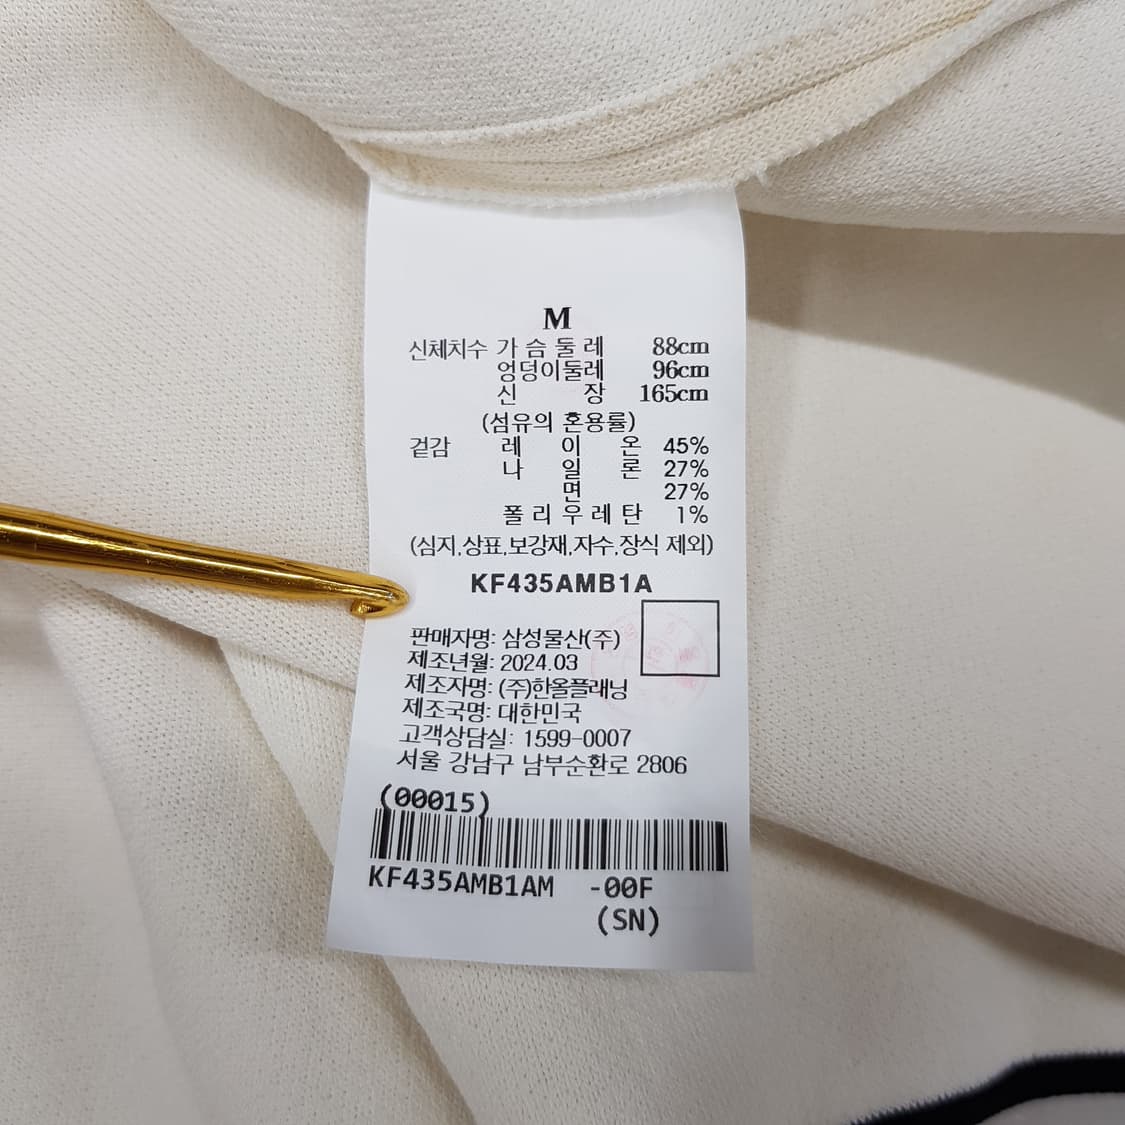 M
신체치수 가슴둘레 88cm
엉덩이둘레 96cm
신장 165cm
(섬유의 혼용률)
겉감 레이온 45%
나일론 27%
면 27%
폴리우레탄 1%
(심지,상표,보강재,자수,장식 제외)
KF435AMB1A
판매자명: 삼성물산(주)
제조년월: 2024.03
제조자명: (주)한올플래닝
제조국명: 대한민국
고객상담실: 1599-0007
서울 강남구 남부순환로 2806
(00015)
KF435AMB1AM -00F
(SN)